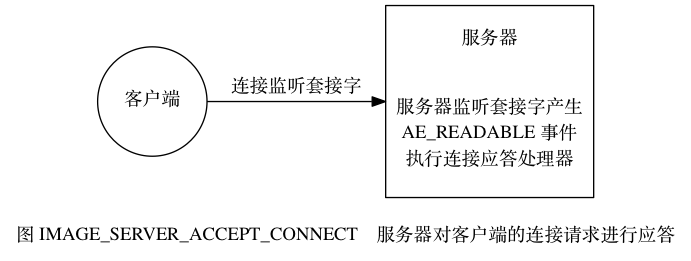 服务器
客户端
连接监听套接字
服务器监听套接字产生
AE_READABLE 事件
执行连接应答处理器
图 IMAGE_SERVER_ACCEPT_CONNECT 服务器对客户端的连接请求进行应答